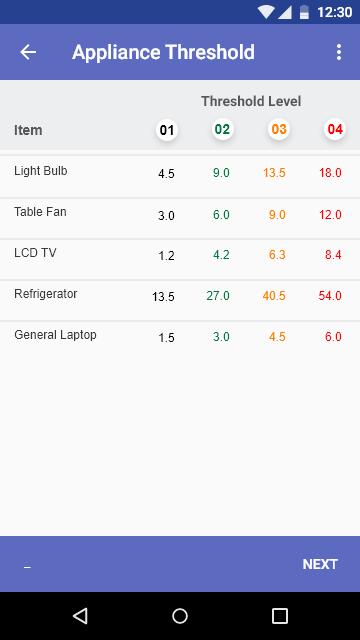 12:30
Appliance Threshold
Threshold Level
Item 01 02 03 04
Light Bulb 4.5 9.0 13.5 18.0
Table Fan 3.0 6.0 9.0 12.0
LCD TV 1.2 4.2 6.3 8.4
Refrigerator 13.5 27.0 40.5 54.0
General Laptop 1.5 3.0 4.5 6.0
_ NEXT